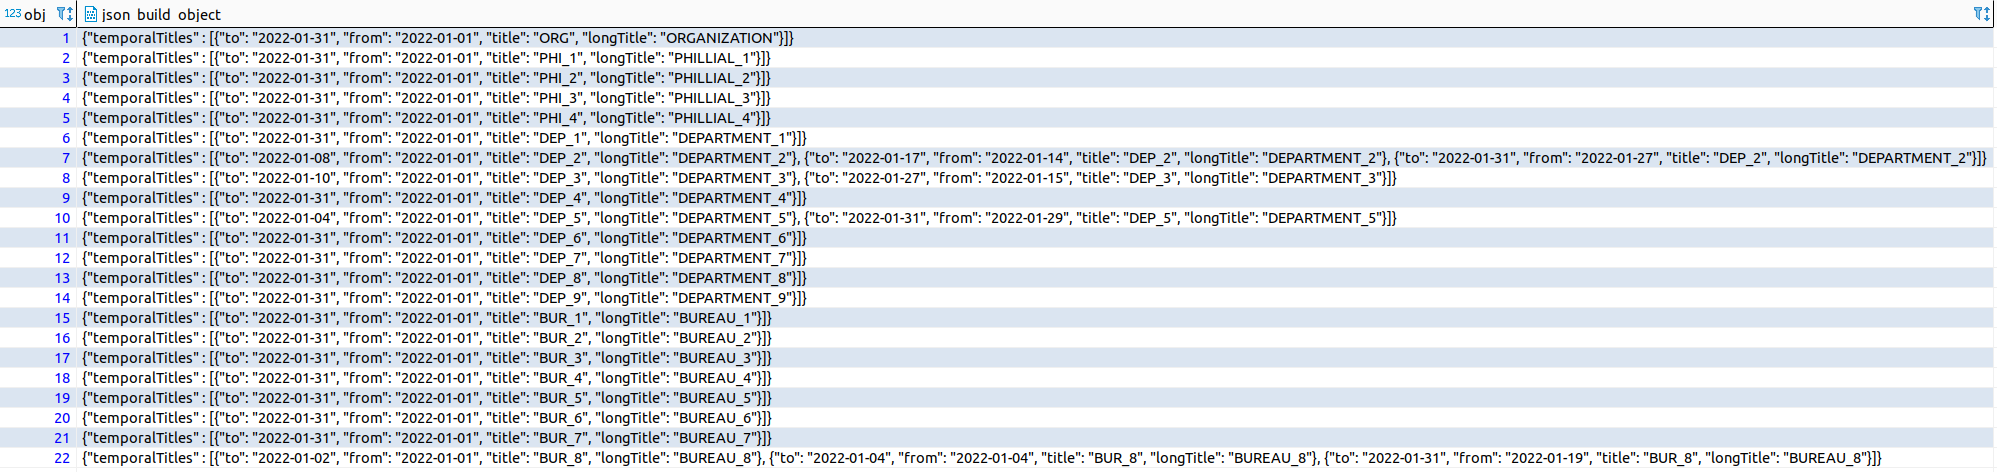 123 obj json_build_object
1 {"temporalTitles" : [{"to": "2022-01-31", "from": "2022-01-01", "title": "ORG", "longTitle": "ORGANIZATION"}]}
2 {"temporalTitles" : [{"to": "2022-01-31", "from": "2022-01-01", "title": "PHI_1", "longTitle": "PHILLIAL_1"}]}
3 {"temporalTitles" : [{"to": "2022-01-31", "from": "2022-01-01", "title": "PHI_2", "longTitle": "PHILLIAL_2"}]}
4 {"temporalTitles" : [{"to": "2022-01-31", "from": "2022-01-01", "title": "PHI_3", "longTitle": "PHILLIAL_3"}]}
5 {"temporalTitles" : [{"to": "2022-01-31", "from": "2022-01-01", "title": "PHI_4", "longTitle": "PHILLIAL_4"}]}
6 {"temporalTitles" : [{"to": "2022-01-31", "from": "2022-01-01", "title": "DEP_1", "longTitle": "DEPARTMENT_1"}]}
7 {"temporalTitles" : [{"to": "2022-01-08", "from": "2022-01-01", "title": "DEP_2", "longTitle": "DEPARTMENT_2"}, {"to": "2022-01-17", "from": "2022-01-14", "title": "DEP_2", "longTitle": "DEPARTMENT_2"}, {"to": "2022-01-31", "from": "2022-01-27", "title": "DEP_2", "longTitle": "DEPARTMENT_2"}]}
8 {"temporalTitles" : [{"to": "2022-01-10", "from": "2022-01-01", "title": "DEP_3", "longTitle": "DEPARTMENT_3"}, {"to": "2022-01-27", "from": "2022-01-15", "title": "DEP_3", "longTitle": "DEPARTMENT_3"}]}
9 {"temporalTitles" : [{"to": "2022-01-31", "from": "2022-01-01", "title": "DEP_4", "longTitle": "DEPARTMENT_4"}]}
10 {"temporalTitles" : [{"to": "2022-01-04", "from": "2022-01-01", "title": "DEP_5", "longTitle": "DEPARTMENT_5"}, {"to": "2022-01-31", "from": "2022-01-29", "title": "DEP_5", "longTitle": "DEPARTMENT_5"}]}
11 {"temporalTitles" : [{"to": "2022-01-31", "from": "2022-01-01", "title": "DEP_6", "longTitle": "DEPARTMENT_6"}]}
12 {"temporalTitles" : [{"to": "2022-01-31", "from": "2022-01-01", "title": "DEP_7", "longTitle": "DEPARTMENT_7"}]}
13 {"temporalTitles" : [{"to": "2022-01-31", "from": "2022-01-01", "title": "DEP_8", "longTitle": "DEPARTMENT_8"}]}
14 {"temporalTitles" : [{"to": "2022-01-31", "from": "2022-01-01", "title": "DEP_9", "longTitle": "DEPARTMENT_9"}]}
15 {"temporalTitles" : [{"to": "2022-01-31", "from": "2022-01-01", "title": "BUR_1", "longTitle": "BUREAU_1"}]}
16 {"temporalTitles" : [{"to": "2022-01-31", "from": "2022-01-01", "title": "BUR_2", "longTitle": "BUREAU_2"}]}
17 {"temporalTitles" : [{"to": "2022-01-31", "from": "2022-01-01", "title": "BUR_3", "longTitle": "BUREAU_3"}]}
18 {"temporalTitles" : [{"to": "2022-01-31", "from": "2022-01-01", "title": "BUR_4", "longTitle": "BUREAU_4"}]}
19 {"temporalTitles" : [{"to": "2022-01-31", "from": "2022-01-01", "title": "BUR_5", "longTitle": "BUREAU_5"}]}
20 {"temporalTitles" : [{"to": "2022-01-31", "from": "2022-01-01", "title": "BUR_6", "longTitle": "BUREAU_6"}]}
21 {"temporalTitles" : [{"to": "2022-01-31", "from": "2022-01-01", "title": "BUR_7", "longTitle": "BUREAU_7"}]}
22 {"temporalTitles" : [{"to": "2022-01-02", "from": "2022-01-01", "title": "BUR_8", "longTitle": "BUREAU_8"}, {"to": "2022-01-04", "from": "2022-01-04", "title": "BUR_8", "longTitle": "BUREAU_8"}, {"to": "2022-01-31", "from": "2022-01-19", "title": "BUR_8", "longTitle": "BUREAU_8"}]}